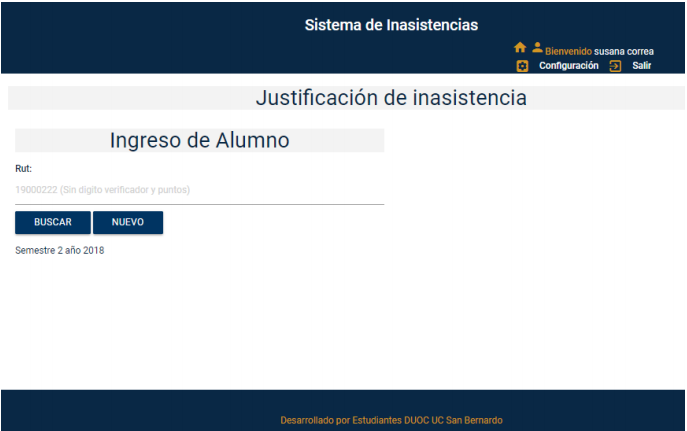 Sistema de Inasistencias
Bienvenido susana correa
Configuración Salir
Justificación de inasistencia
Ingreso de Alumno
Rut:
19000222 (Sin digito verificador y puntos)
BUSCAR NUEVO
Semestre 2 año 2018
Desarrollado por Estudiantes DUOC UC San Bernardo